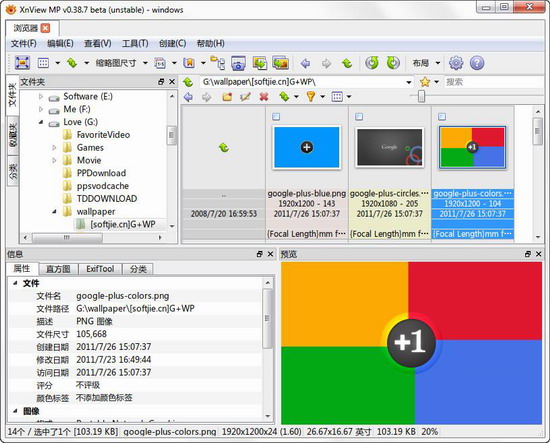 XnView MP v0.38.7 beta (unstable) - windows
浏览器
文件(F) 编辑(E) 查看(V) 工具(T) 创建(C) 帮助(H)
缩略图尺寸
布局
文件夹
文件夹
收藏夹
分类
G:\wallpaper\[softjie.cn]G+WP\
搜索
Software (E:)
Me (F:)
Love (G:)
FavoriteVideo
Games
Movie
PPDownload
ppsvodcache
TDDOWNLOAD
wallpaper
[softjie.cn]G+WP
Google
+1
.. google-plus-blue.png google-plus-circles.… google-plus-colors.…
1920x1200 - 143 1920x1080 - 205 1920x1200 - 104
2008/7/20 16:59:53 2011/7/26 15:07:37 2011/7/26 15:07:37 2011/7/26 15:07:37
(Focal Length)mm f… (Focal Length)mm f… (Focal Length)mm f…
信息
属性 直方图 ExifTool 分类
文件
文件名 google-plus-colors.png
文件路径 G:\wallpaper\[softjie.cn]G+WP
描述 PNG 图像
文件尺寸 105,668
创建日期 2011/7/26 15:07:37
修改日期 2011/7/23 16:49:44
访问日期 2011/7/26 15:07:37
评分 不评级
颜色标签 不添加颜色标签
图像
预览
+1
14个 / 选中了1个 [103.19 KB] google-plus-colors.png 1920x1200x24 (1.60) 26.67x16.67 英寸 103.19 KB 20%